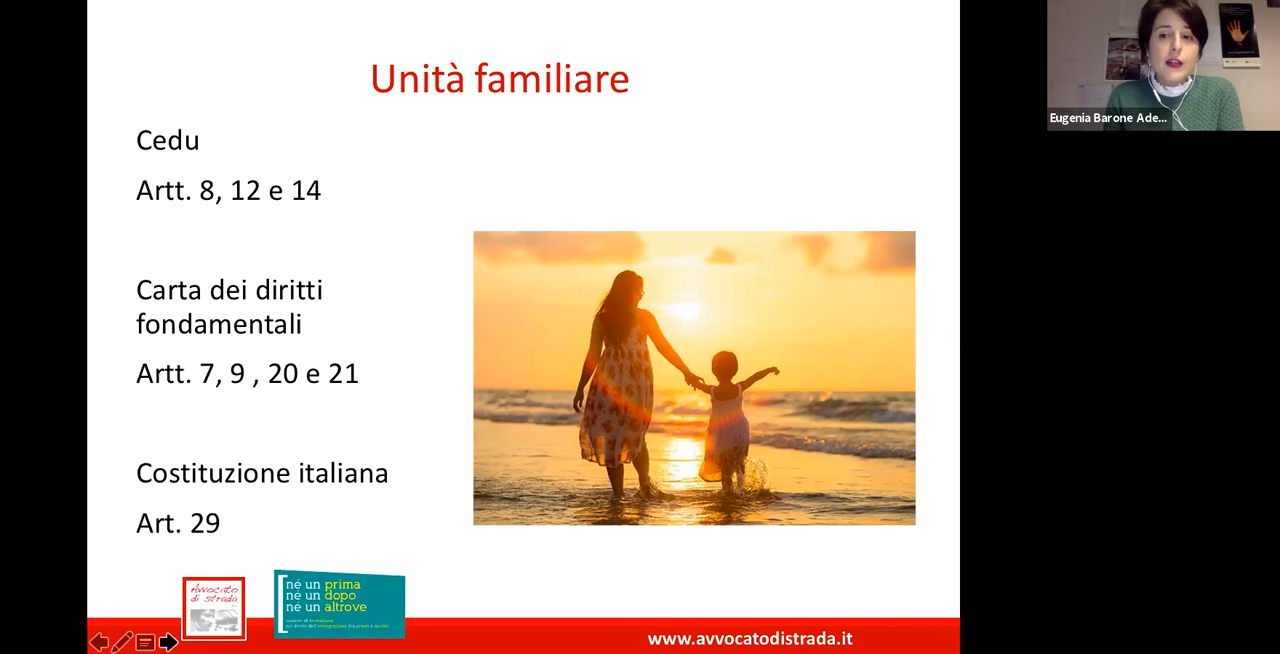 Unità familiare
Cedu
Artt. 8, 12 e 14
Carta dei diritti
fondamentali
Artt. 7, 9 , 20 e 21
Costituzione italiana
Art. 29
Avvocato
di strada
né un prima
né un dopo
né un altrove
www.avvocatodistrada.it
Eugenia Barone Ade...